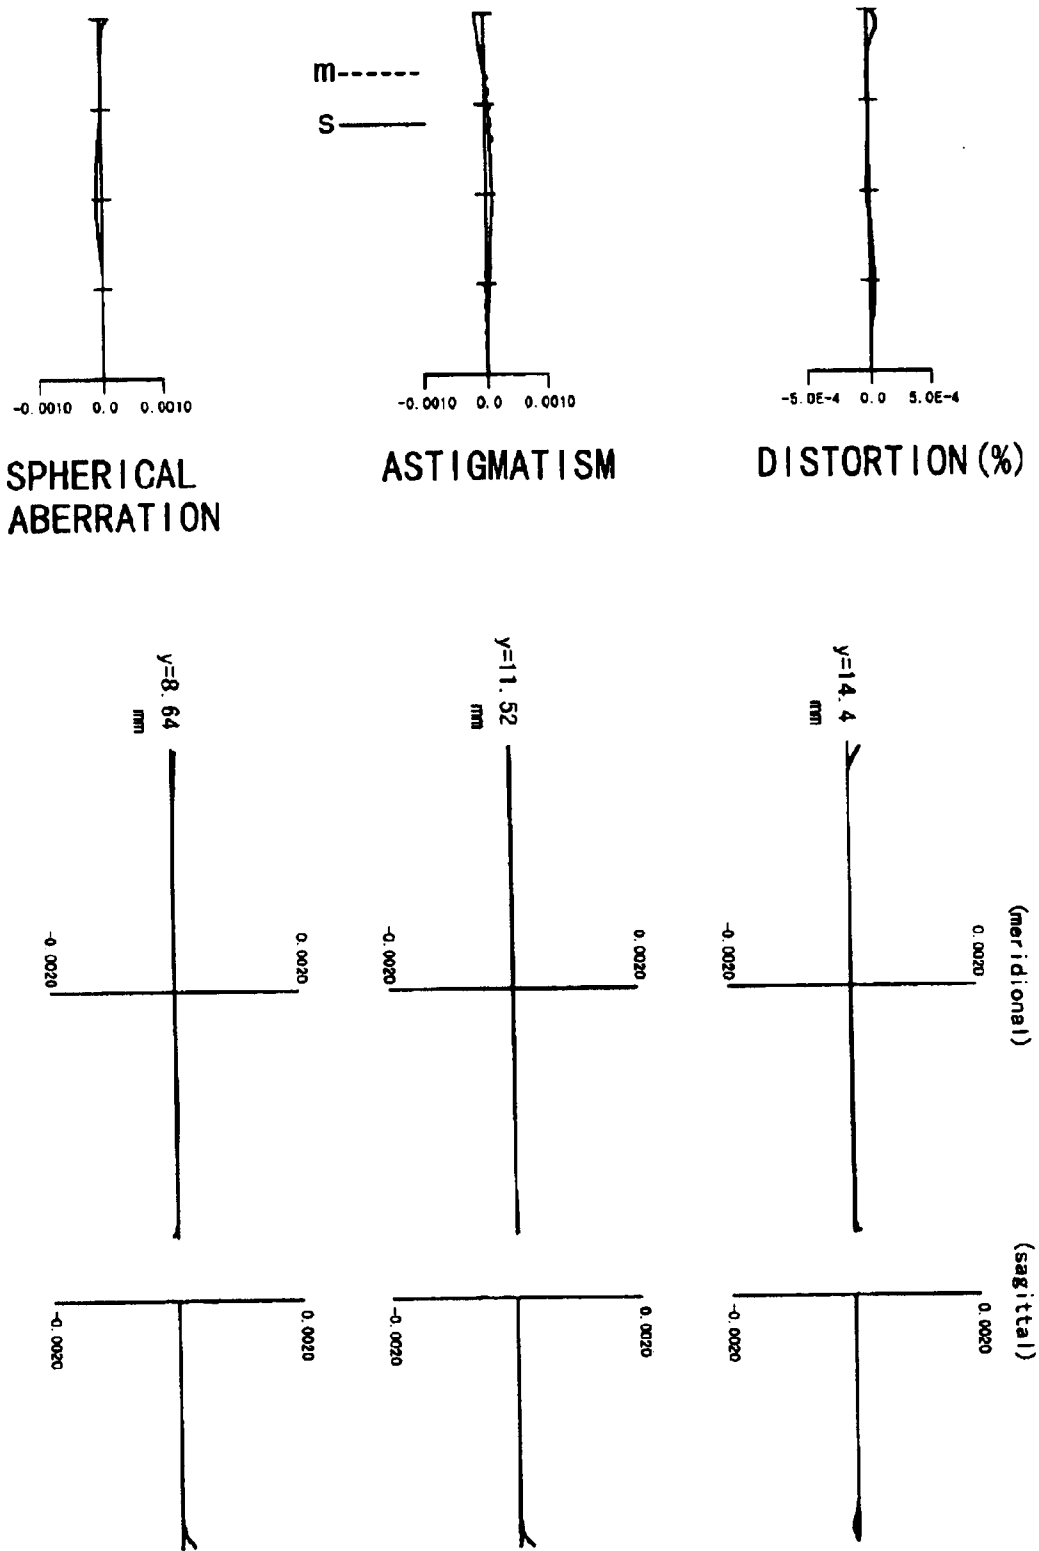 m
s
-0.0010 0.0 0.0010
-0.0010 0.0 0.0010
-5.0E-4 0.0 5.0E-4
SPHERICAL
ABERRATION
ASTIGMATISM
DISTORTION(%)
y=8.64
mm
y=11.52
mm
y=14.4
mm
-0.0020
0.0020
-0.0020
0.0020
-0.0020
0.0020
(meridional)
-0.0020
0.0020
-0.0020
0.0020
-0.0020
0.0020
(sagittal)